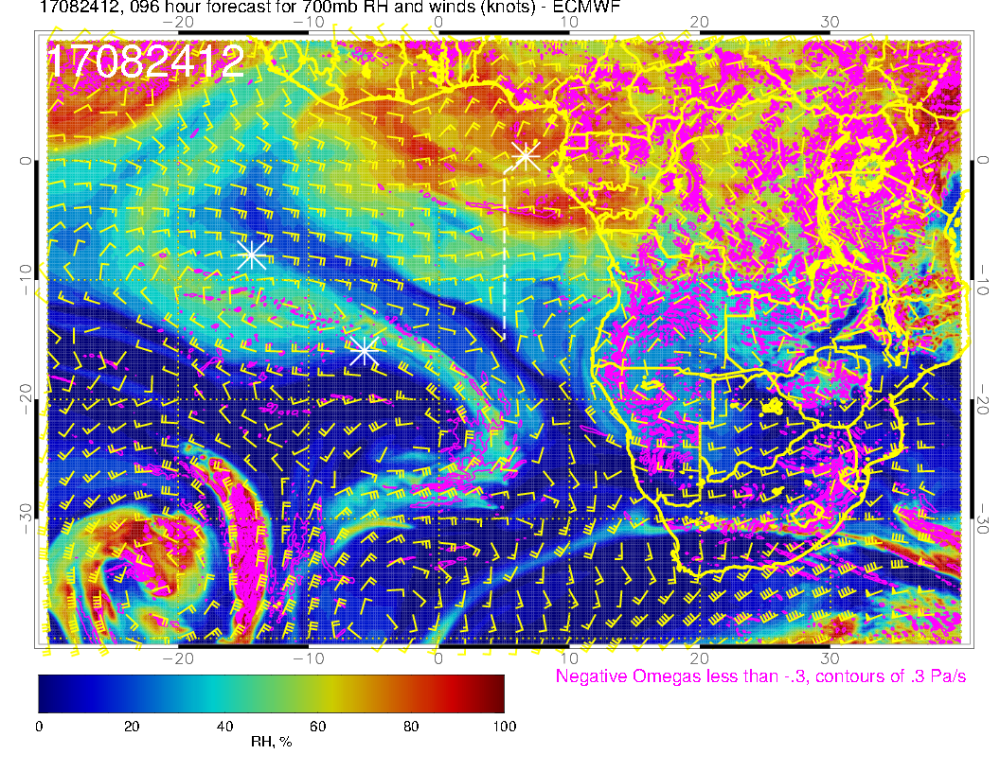 17082412, 096 hour forecast for 700mb RH and winds (knots) - ECMWF
−20 −10 0 10 20 30
17082412
0 0
−10 −10
−20 −20
−30 −30
−20 −10 0 10 20 30
Negative Omegas less than -.3, contours of .3 Pa/s
0 20 40 60 80 100
RH, %